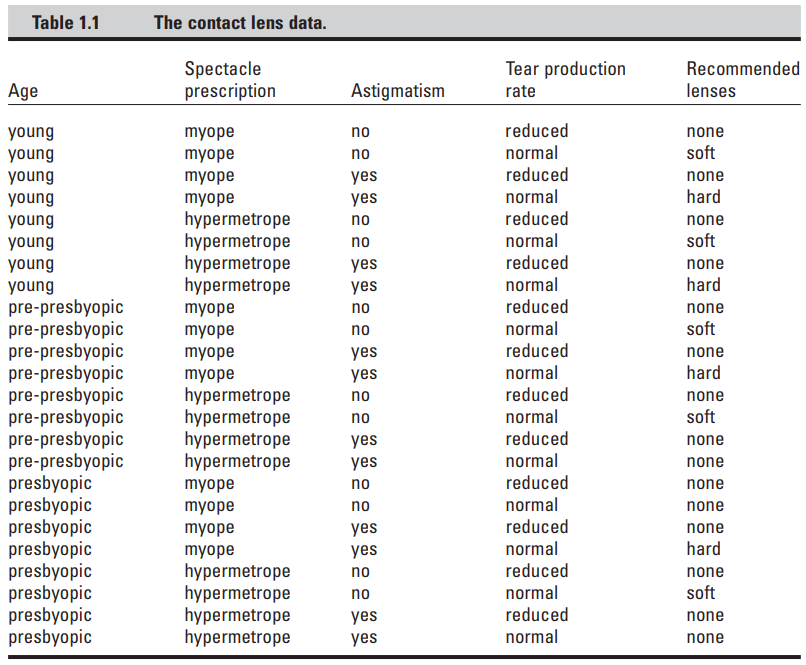 Table 1.1 The contact lens data.
Spectacle Tear production Recommended
Age prescription Astigmatism rate lenses
young myope no reduced none
young myope no normal soft
young myope yes reduced none
young myope yes normal hard
young hypermetrope no reduced none
young hypermetrope no normal soft
young hypermetrope yes reduced none
young hypermetrope yes normal hard
pre-presbyopic myope no reduced none
pre-presbyopic myope no normal soft
pre-presbyopic myope yes reduced none
pre-presbyopic myope yes normal hard
pre-presbyopic hypermetrope no reduced none
pre-presbyopic hypermetrope no normal soft
pre-presbyopic hypermetrope yes reduced none
pre-presbyopic hypermetrope yes normal none
presbyopic myope no reduced none
presbyopic myope no normal none
presbyopic myope yes reduced none
presbyopic myope yes normal hard
presbyopic hypermetrope no reduced none
presbyopic hypermetrope no normal soft
presbyopic hypermetrope yes reduced none
presbyopic hypermetrope yes normal none